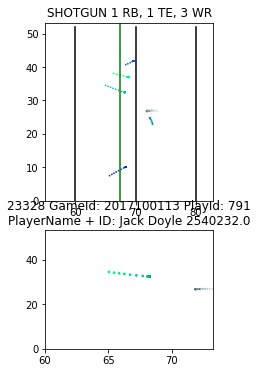 SHOTGUN 1 RB, 1 TE, 3 WR
50
40
30
20
10
0
60 70 80
23328 GameId: 2017100113 PlayId: 791
PlayerName + ID: Jack Doyle 2540232.0
40
20
0
60 65 70